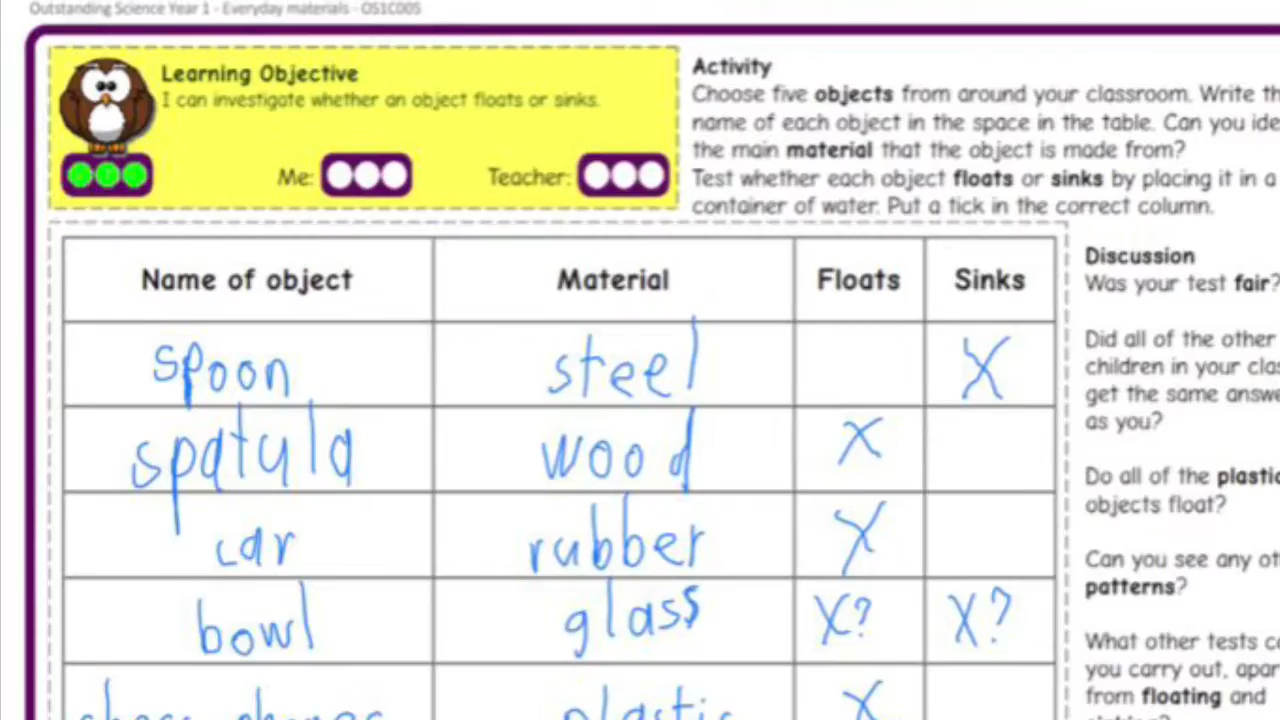 Outstanding Science Year 1 - Everyday materials - OS1C005
Learning Objective
I can investigate whether an object floats or sinks.
Me:
Teacher:
Activity
Choose five objects from around your classroom. Write th
name of each object in the space in the table. Can you ide
the main material that the object is made from?
Test whether each object floats or sinks by placing it in a
container of water. Put a tick in the correct column.
Name of object Material Floats Sinks
spoon steel X
spatula wood X
car rubber X
bowl glass X? X?
plastic X
Discussion
Was your test fair?
Did all of the other
children in your clas
get the same answe
as you?
Do all of the plastic
objects float?
Can you see any ot
patterns?
What other tests co
you carry out, apar
from floating and